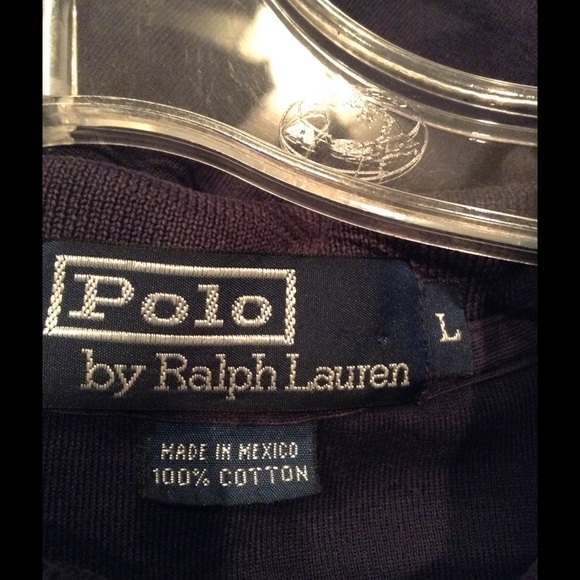 Polo
by Ralph Lauren
L
MADE IN MEXICO
100% COTTON